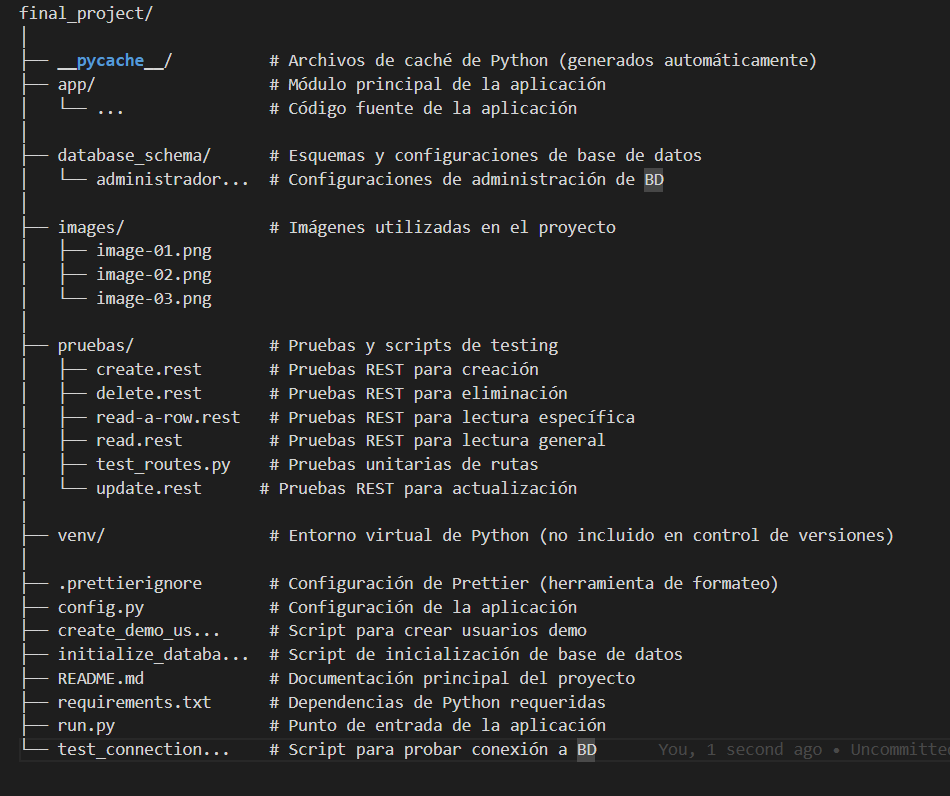 final_project/
│
├── __pycache__/          # Archivos de caché de Python (generados automáticamente)
├── app/                  # Módulo principal de la aplicación
│   └── ...               # Código fuente de la aplicación
│
├── database_schema/      # Esquemas y configuraciones de base de datos
│   └── administrador...  # Configuraciones de administración de BD
│
├── images/               # Imágenes utilizadas en el proyecto
│   ├── image-01.png
│   ├── image-02.png
│   └── image-03.png
│
├── pruebas/              # Pruebas y scripts de testing
│   ├── create.rest       # Pruebas REST para creación
│   ├── delete.rest       # Pruebas REST para eliminación
│   ├── read-a-row.rest   # Pruebas REST para lectura específica
│   ├── read.rest         # Pruebas REST para lectura general
│   ├── test_routes.py    # Pruebas unitarias de rutas
│   └── update.rest      # Pruebas REST para actualización
│
├── venv/                 # Entorno virtual de Python (no incluido en control de versiones)
│
├── .prettierignore       # Configuración de Prettier (herramienta de formateo)
├── config.py             # Configuración de la aplicación
├── create_demo_us...     # Script para crear usuarios demo
├── initialize_databa...  # Script de inicialización de base de datos
├── README.md             # Documentación principal del proyecto
├── requirements.txt      # Dependencias de Python requeridas
├── run.py                # Punto de entrada de la aplicación
└── test_connection...    # Script para probar conexión a BD      You, 1 second ago • Uncommitte